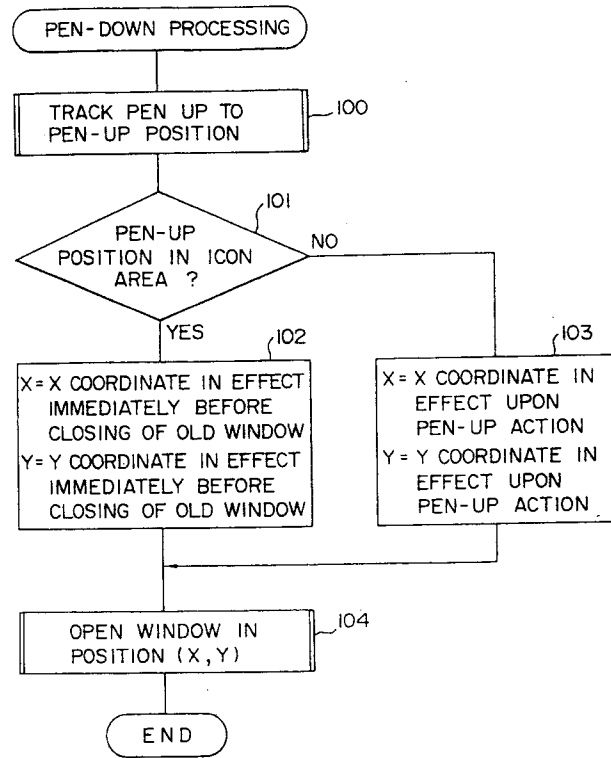 PEN-DOWN PROCESSING
TRACK PEN UP TO
PEN-UP POSITION
100
101
PEN-UP
POSITION IN ICON
AREA ?
NO
YES
102
X = X COORDINATE IN EFFECT
IMMEDIATELY BEFORE
CLOSING OF OLD WINDOW
Y = Y COORDINATE IN EFFECT
IMMEDIATELY BEFORE
CLOSING OF OLD WINDOW
103
X = X COORDINATE IN
EFFECT UPON
PEN-UP ACTION
Y = Y COORDINATE IN
EFFECT UPON
PEN-UP ACTION
OPEN WINDOW IN
POSITION (X,Y)
104
END